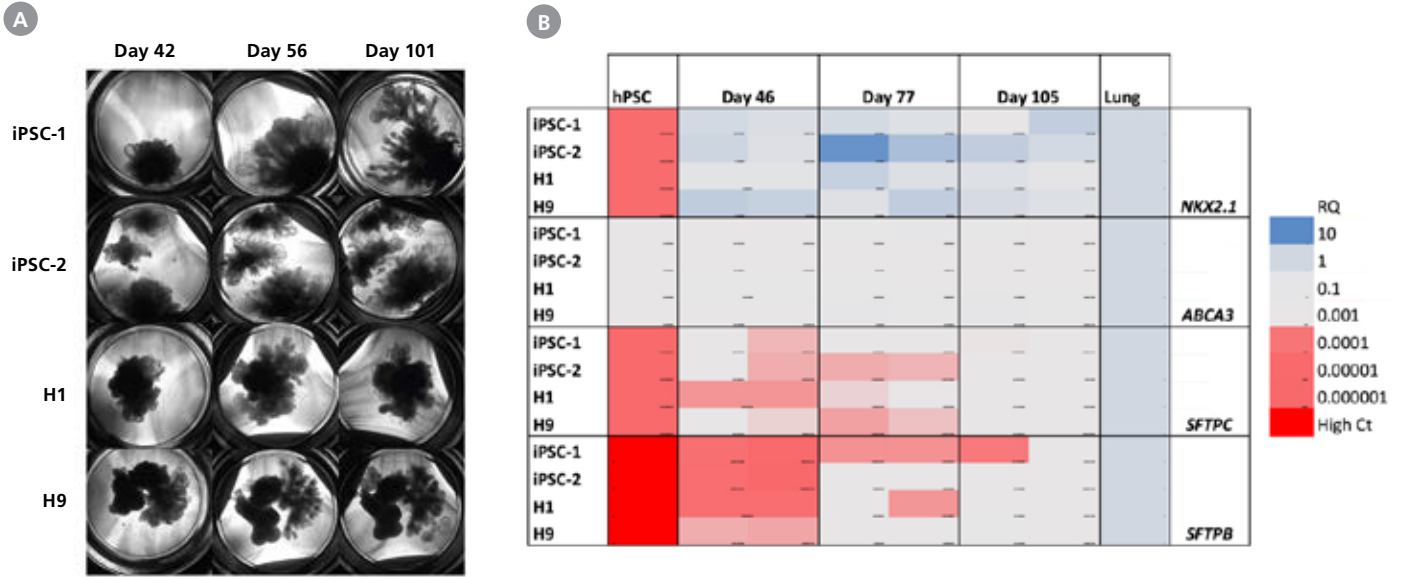 A
Day 42 Day 56 Day 101
iPSC-1
iPSC-2
H1
H9
B
hPSC Day 46 Day 77 Day 105 Lung
iPSC-1
iPSC-2
H1
H9 NKX2.1
iPSC-1
iPSC-2
H1
H9 ABCA3
iPSC-1
iPSC-2
H1
H9 SFTPC
iPSC-1
iPSC-2
H1
H9 SFTPB
RQ
10
1
0.1
0.001
0.0001
0.00001
0.000001
High Ct